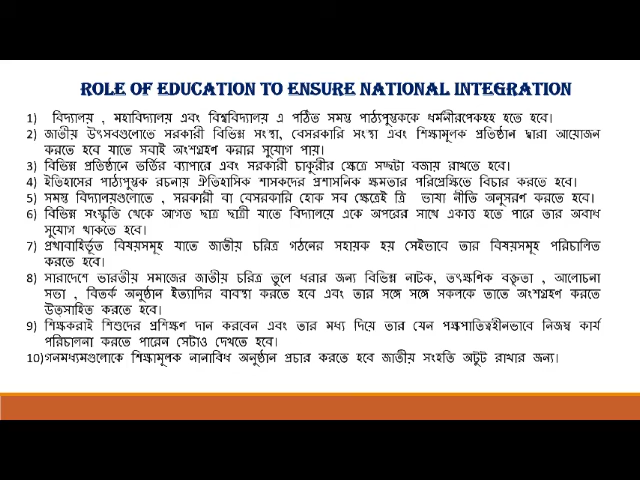 ROLE OF EDUCATION TO ENSURE NATIONAL INTEGRATION
1) বিদ্যালয় , মহাবিদ্যালয় এবং বিশ্ববিদ্যালয় এ পঠিত সমস্ত পাঠ্যপুস্তককে ধর্মনীরপেকহহ হতে হবে।
2) জাতীয় উৎসবগুলোতে সরকারী বিভিন্ন সংস্থা, বেসরকারি সংস্থা এবং শিক্ষামূলক প্রতিষ্ঠান দ্বারা আয়োজন
করতে হবে যাতে সবাই অংশগ্রহণ করার সুযোগ পায়।
3) বিভিন্ন প্রতিষ্ঠানে ভর্তির ব্যাপারে এবং সরকারী চাকুরীর ক্ষেত্রে সচ্ছটা বজায় রাখতে হবে।
4) ইতিহাসের পাঠ্যপুস্তক রচনায় ঐতিহাসিক শাসকদের প্রশাসনিক ক্ষমতার পরিপ্রেক্ষিতে বিচার করতে হবে।
5) সমস্ত বিদ্যালয়গুলোতে , সরকারী বা বেসরকারি হোক সব ক্ষেত্রেই ত্রি ভাষা নীতি অনুসরণ করতে হবে।
6) বিভিন্ন সংস্কৃতি থেকে আগত ছাত্র ছাত্রী যাতে বিদ্যালয়ে একে অপরের সাথে একাত্ত হতে পারে তার অবাধ
সুযোগ থাকতে হবে।
7) প্রথাবাহির্ভূত বিষয়সমূহ যাতে জাতীয় চরিত্র গঠনের সহায়ক হয় সেইভাবে তার বিষয়সমূহ পরিচালিত
করতে হবে।
8) সারাদেশে ভারতীয় সমাজের জাতীয় চরিত্র তুলে ধরার জন্য বিভিন্ন নাটক, তৎক্ষণিক বক্তৃতা , আলোচনা
সভা , বিতর্ক অনুষ্ঠান ইত্যাদির ব্যবস্থা করতে হবে এবং তার সঙ্গে সঙ্গে সকলকে তাতে অংশগ্রহণ করতে
উত্সাহিত করতে হবে।
9) শিক্ষকরাই শিশুদের প্রশিক্ষণ দান করবেন এবং তার মধ্য দিয়ে তার যেন পক্ষপাতিত্বহীনভাবে নিজস্ব কার্য
পরিচালনা করতে পারেন সেটাও দেখতে হবে।
10)গনমধ্যমগুলোকে শিক্ষামূলক নানাবিধ অনুষ্ঠান প্রচার করতে হবে জাতীয় সংহতি অটুট রাখার জন্য।